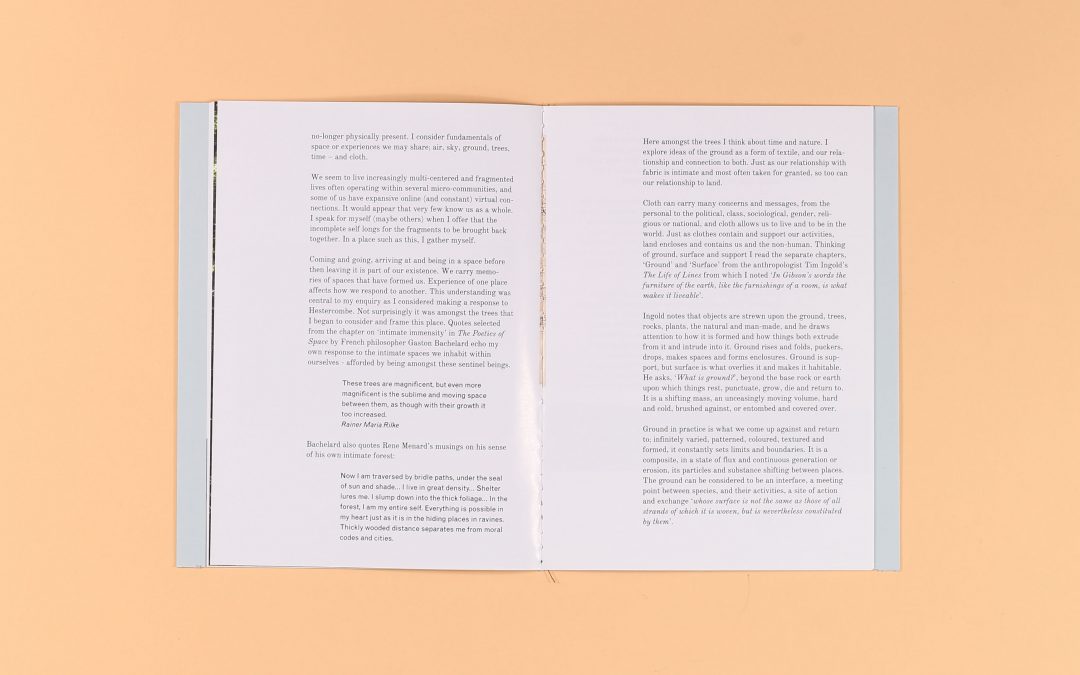 no-longer physically present. I consider fundamentals of
space or experiences we may share; air, sky, ground, trees,
time – and cloth.
We seem to live increasingly multi-centered and fragmented
lives often operating within several micro-communities, and
some of us have expansive online (and constant) virtual con-
nections. It would appear that very few know us as a whole.
I speak for myself (maybe others) when I offer that the
incomplete self longs for the fragments to be brought back
together. In a place such as this, I gather myself.
Coming and going, arriving at and being in a space before
then leaving it is part of our existence. We carry memo-
ries of spaces that have formed us. Experience of one place
affects how we respond to another. This understanding was
central to my enquiry as I considered making a response to
Hestercombe. Not surprisingly it was amongst the trees that
I began to consider and frame this place. Quotes selected
from the chapter on 'intimate immensity' in The Poetics of
Space by French philosopher Gaston Bachelard echo my
own response to the intimate spaces we inhabit within
ourselves – afforded by being amongst these sentinel beings.
These trees are magnificent, but even more
magnificent is the sublime and moving space
between them, as though with their growth it
too increased.
Rainer Maria Rilke
Bachelard also quotes Rene Menard's musings on his sense
of his own intimate forest:
Now I am traversed by bridle paths, under the seal
of sun and shade... I live in great density... Shelter
lures me. I slump down into the thick foliage... In the
forest, I am my entire self. Everything is possible in
my heart just as it is in the hiding places in ravines.
Thickly wooded distance separates me from moral
codes and cities.
Here amongst the trees I think about time and nature. I
explore ideas of the ground as a form of textile, and our rela-
tionship and connection to both. Just as our relationship with
fabric is intimate and most often taken for granted, so too can
our relationship to land.
Cloth can carry many concerns and messages, from the
personal to the political, class, sociological, gender, reli-
gious or national, and cloth allows us to live and to be in the
world. Just as clothes contain and support our activities,
land encloses and contains us and the non-human. Thinking
of ground, surface and support I read the separate chapters,
'Ground' and 'Surface' from the anthropologist Tim Ingold's
The Life of Lines from which I noted 'In Gibson's words the
furniture of the earth, like the furnishings of a room, is what
makes it liveable'.
Ingold notes that objects are strewn upon the ground, trees,
rocks, plants, the natural and man-made, and he draws
attention to how it is formed and how things both extrude
from it and intrude into it. Ground rises and folds, puckers,
drops, makes spaces and forms enclosures. Ground is sup-
port, but surface is what overlies it and makes it habitable.
He asks, 'What is ground?', beyond the base rock or earth
upon which things rest, punctuate, grow, die and return to.
It is a shifting mass, an unceasingly moving volume, hard
and cold, brushed against, or entombed and covered over.
Ground in practice is what we come up against and return
to; infinitely varied, patterned, coloured, textured and
formed, it constantly sets limits and boundaries. It is a
composite, in a state of flux and continuous generation or
erosion, its particles and substance shifting between places.
The ground can be considered to be an interface, a meeting
point between species, and their activities, a site of action
and exchange 'whose surface is not the same as those of all
strands of which it is woven, but is nevertheless constituted
by them'.